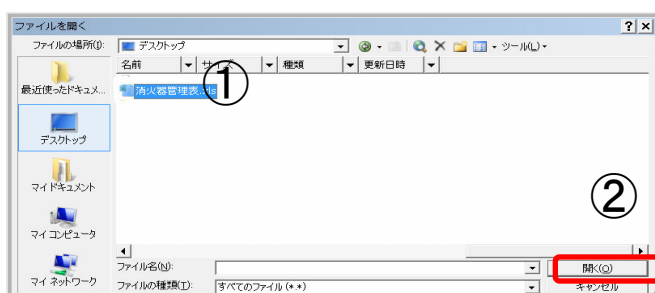 ファイルを開く
ファイルの場所(I):
デスクトップ
ツール(L)
名前 サイズ 種類 更新日時
①
消火器管理表.xls
最近使ったドキュメ...
デスクトップ
マイドキュメント
②
マイ コンピュータ
マイ ネットワーク
ファイル名(N):
開く(O)
ファイルの種類(T):
すべてのファイル (*.*)
キャンセル